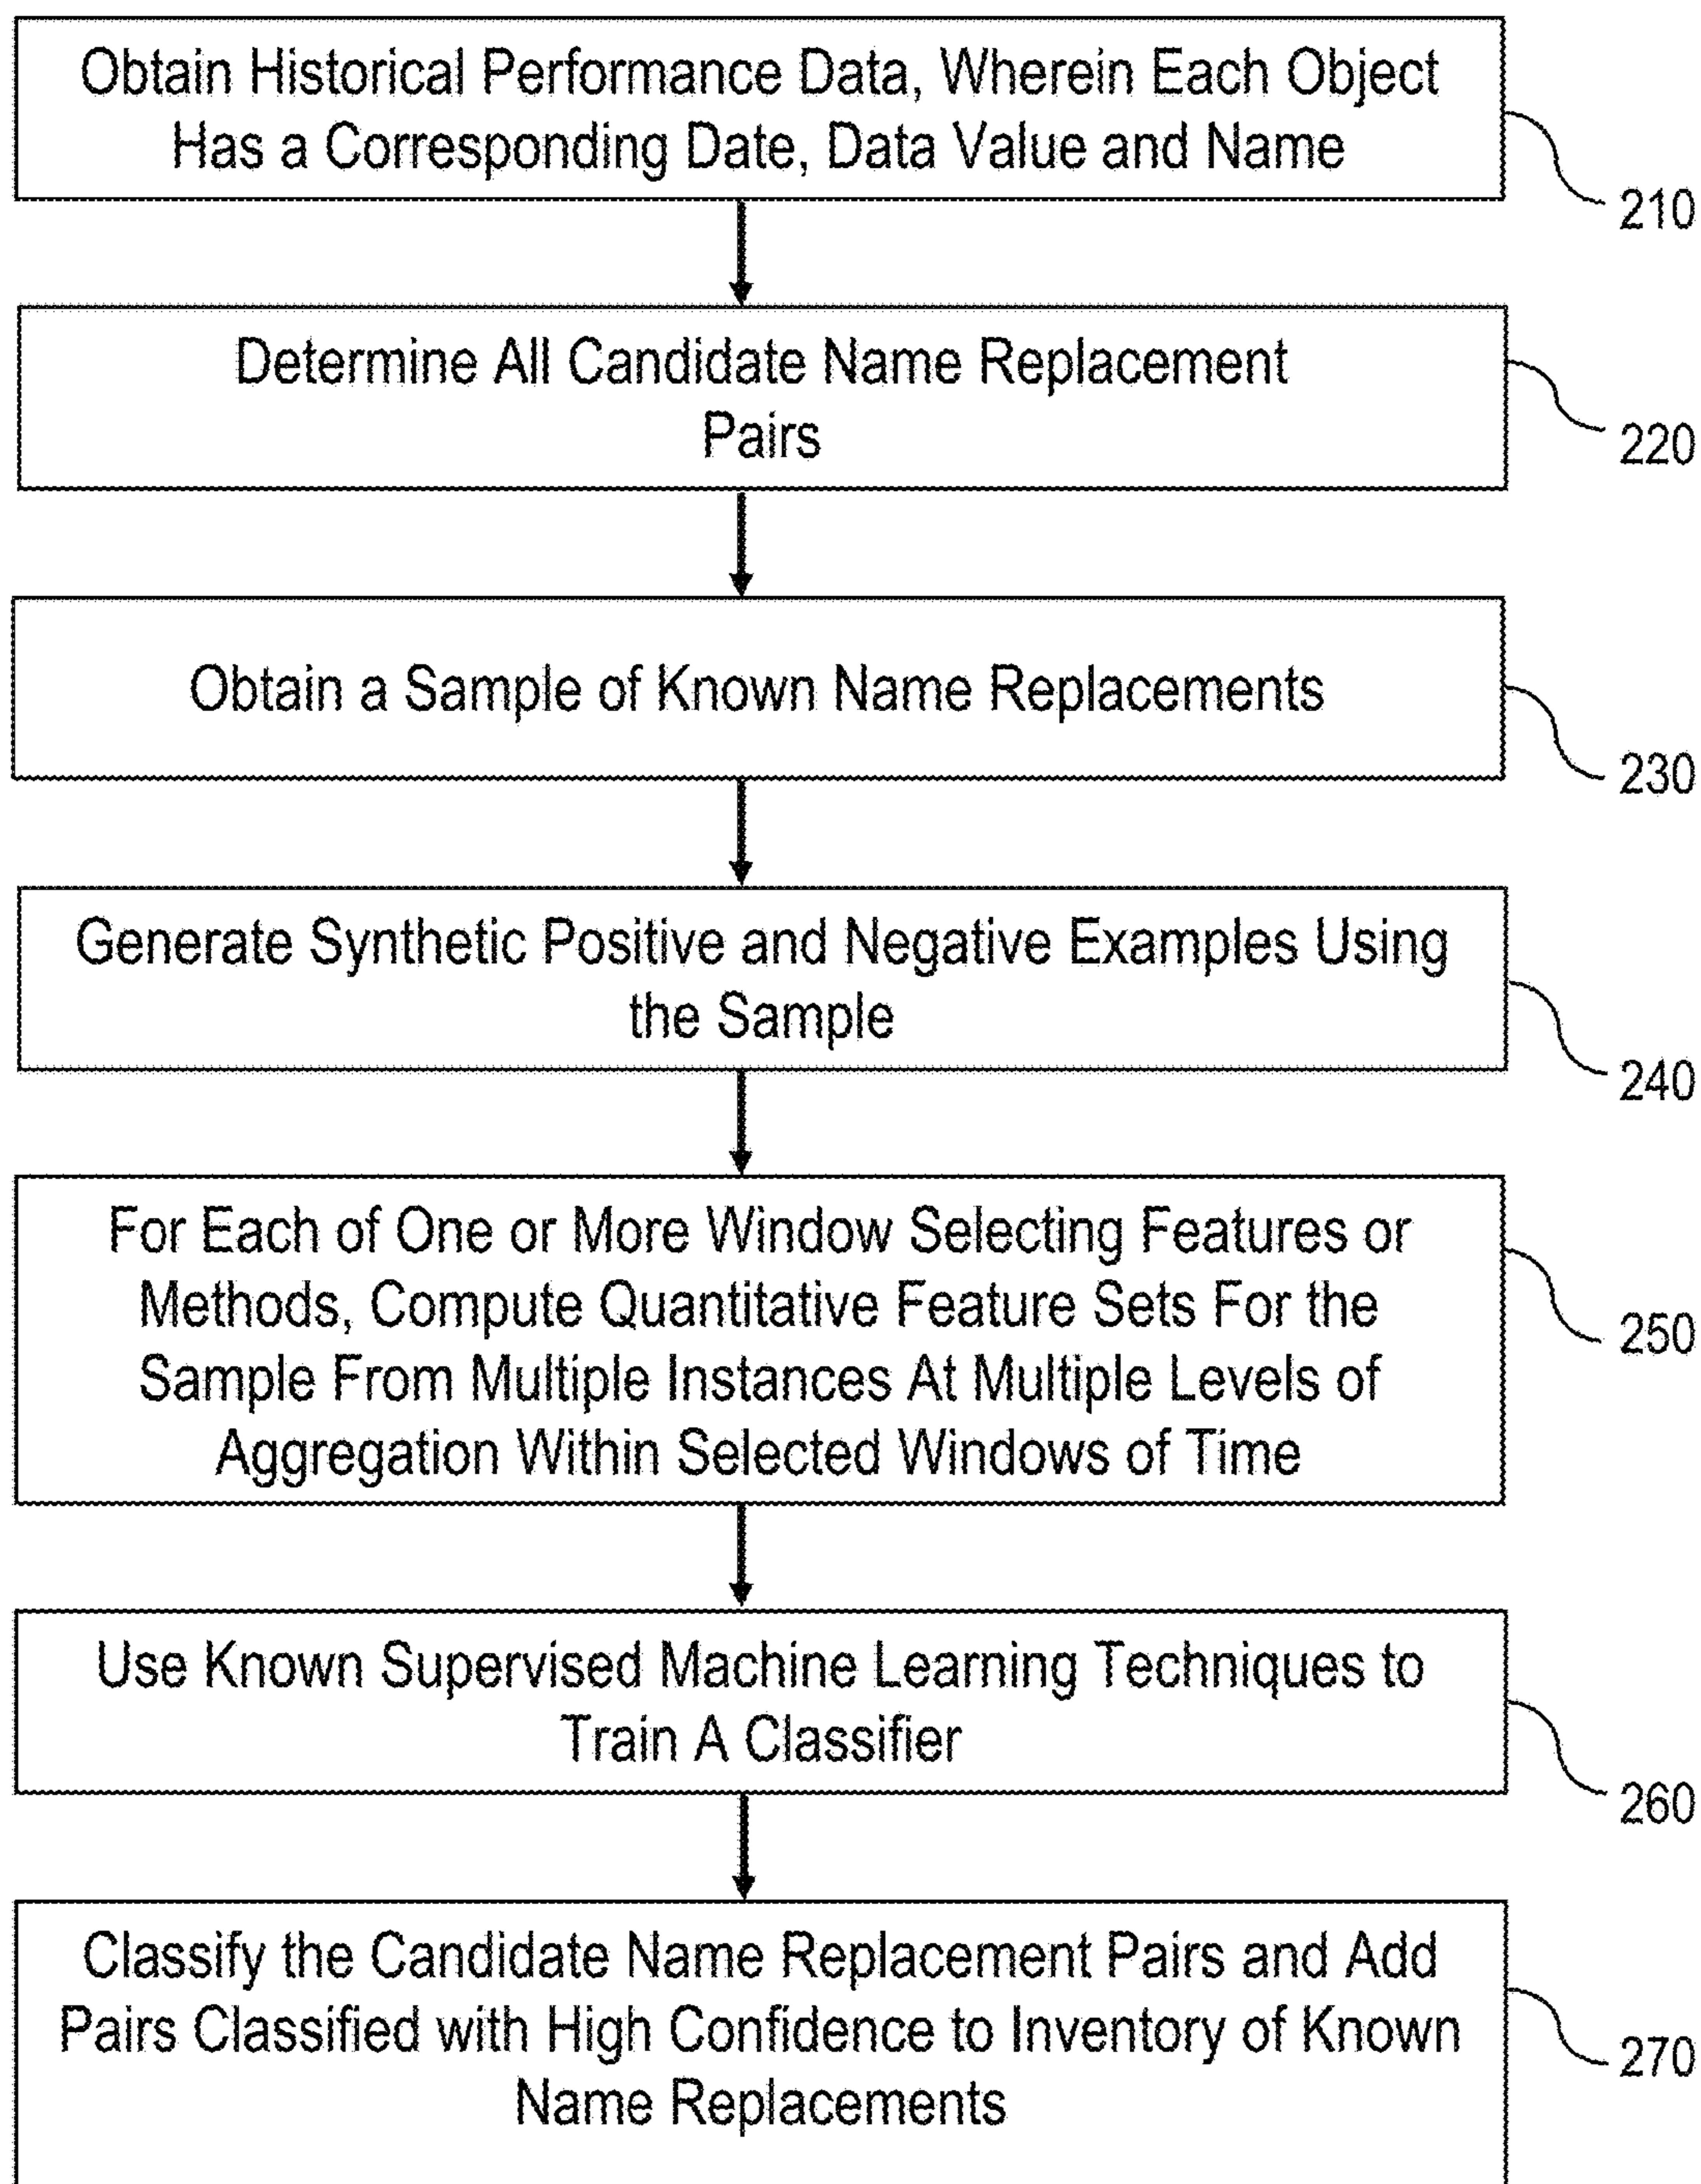 Obtain Historical Performance Data, Wherein Each Object
Has a Corresponding Date, Data Value and Name
210
Determine All Candidate Name Replacement
Pairs
220
Obtain a Sample of Known Name Replacements
230
Generate Synthetic Positive and Negative Examples Using
the Sample
240
For Each of One or More Window Selecting Features or
Methods, Compute Quantitative Feature Sets For the
Sample From Multiple Instances At Multiple Levels of
Aggregation Within Selected Windows of Time
250
Use Known Supervised Machine Learning Techniques to
Train A Classifier
260
Classify the Candidate Name Replacement Pairs and Add
Pairs Classified with High Confidence to Inventory of Known
Name Replacements
270